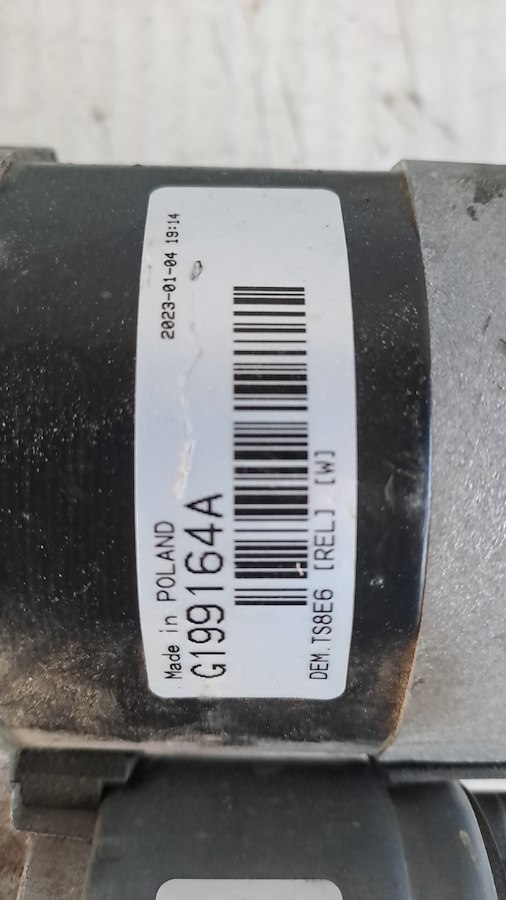 Made in POLAND 2023-01-04 19:14
G199164A
DEM.TS8E6 [REL] [W]